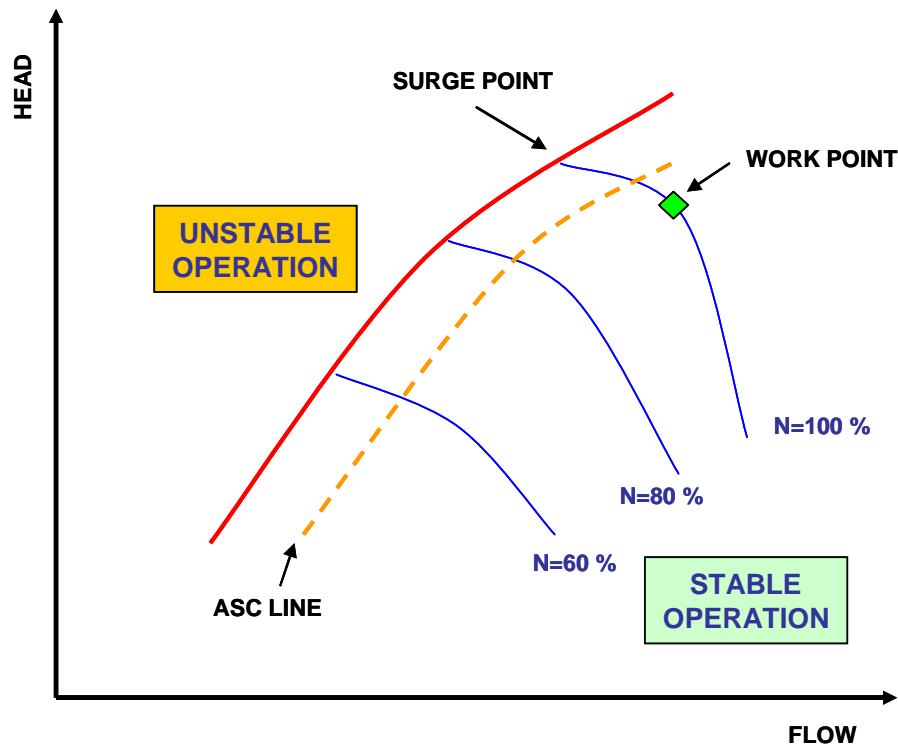 HEAD
SURGE POINT
WORK POINT
UNSTABLE
OPERATION
N=100 %
N=80 %
N=60 %
STABLE
OPERATION
ASC LINE
FLOW